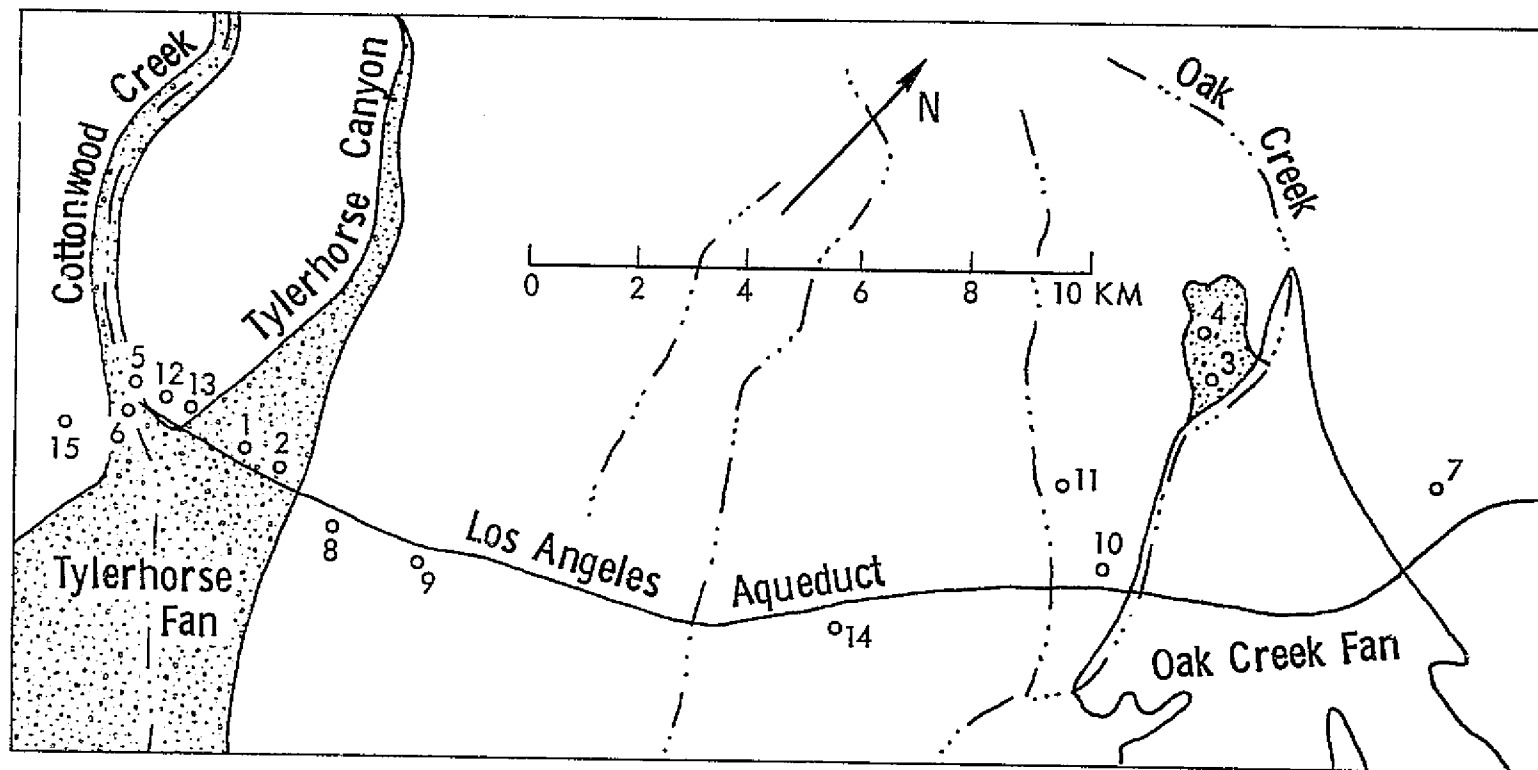 Cottonwood Creek
Tylerhorse Canyon
N
Oak Creek
0 2 4 6 8 10 KM
4
3
5
12
13
15
6
1
2
11
7
8
9
10
Los Angeles Aqueduct
14
Tylerhorse
Fan
Oak Creek Fan